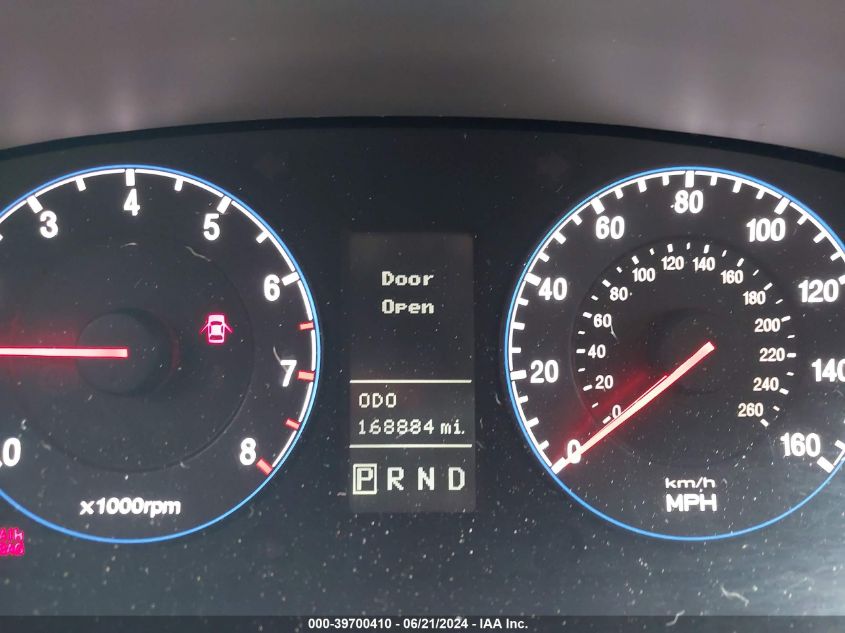 3 4 5 6 7 8 0
x1000rpm
Door
Open
ODO
168884 mi.
P R N D
0 20 40 60 80 100 120 140 160
0 20 40 60 80 100 120 140 160 180 200 220 240 260
km/h
MPH
000-39700410 - 06/21/2024 - IAA Inc.